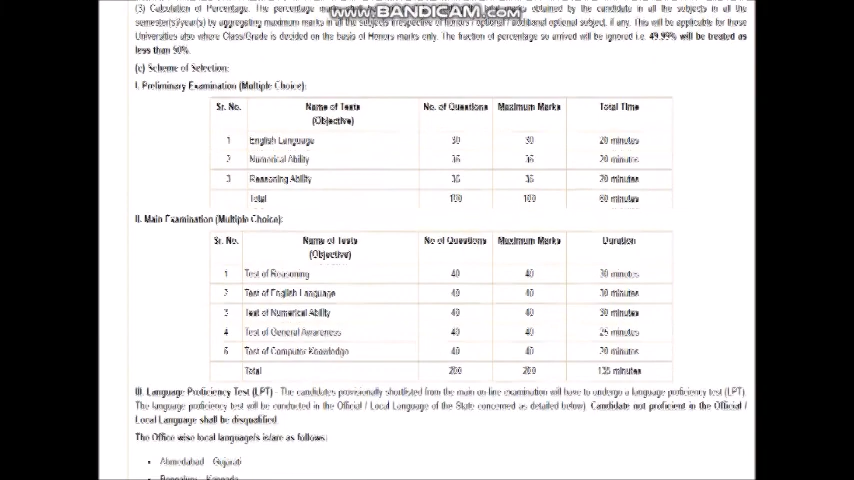 www.BANDICAM.com
(3) Calculation of Percentage: The percentage marks obtained by the candidate in all the subjects in all the
semester(s)/year(s) by aggregating maximum marks in all the subjects irrespective of honors / optional / additional optional subject, if any. This will be applicable for those
Universities also where Class/Grade is decided on the basis of Honors marks only. The fraction of percentage so arrived will be ignored i.e. 49.99% will be treated as
less than 50%.
(c) Scheme of Selection:
I. Preliminary Examination (Multiple Choice):
Sr. No. Name of Tests No. of Questions Maximum Marks Total Time
(Objective)
1 English Language 30 30 20 minutes
2 Numerical Ability 35 35 20 minutes
3 Reasoning Ability 35 35 20 minutes
Total 100 100 60 minutes
II. Main Examination (Multiple Choice):
Sr. No. Name of Tests No of Questions Maximum Marks Duration
(Objective)
1 Test of Reasoning 40 40 30 minutes
2 Test of English Language 40 40 30 minutes
3 Test of Numerical Ability 40 40 30 minutes
4 Test of General Awareness 40 40 25 minutes
5 Test of Computer Knowledge 40 40 20 minutes
Total 200 200 135 minutes
III. Language Proficiency Test (LPT) - The candidates provisionally shortlisted from the main on-line examination will have to undergo a language proficiency test (LPT).
The language proficiency test will be conducted in the Official / Local Language of the State concerned as detailed below). Candidate not proficient in the Official /
Local Language shall be disqualified
The Office wise local language/s is/are as follows:
• Ahmedabad Gujarati
• Bengaluru Kannada